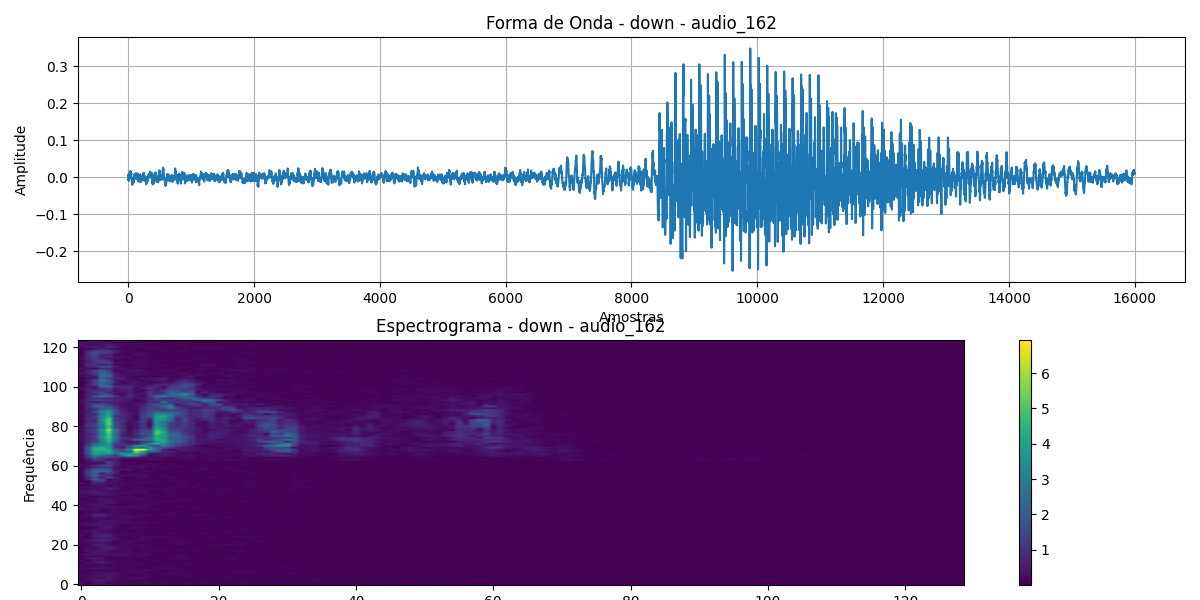 Forma de Onda - down - audio_162
Amplitude
0.3
0.2
0.1
0.0
−0.1
−0.2
0 2000 4000 6000 8000 10000 12000 14000 16000
Amostras
Espectrograma - down - audio_162
Frequência
120
100
80
60
40
20
0
0 20 40 60 80 100 120
6
5
4
3
2
1